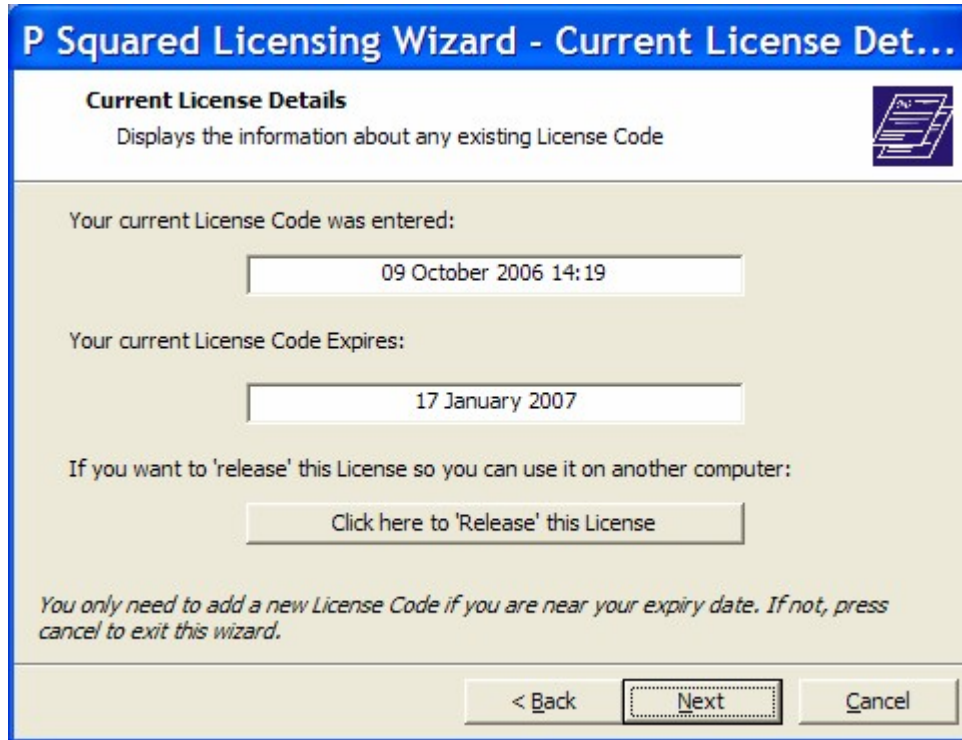 P Squared Licensing Wizard - Current License Det...
Current License Details
Displays the information about any existing License Code
Your current License Code was entered:
09 October 2006 14:19
Your current License Code Expires:
17 January 2007
If you want to 'release' this License so you can use it on another computer:
Click here to 'Release' this License
You only need to add a new License Code if you are near your expiry date. If not, press
cancel to exit this wizard.
< Back Next Cancel